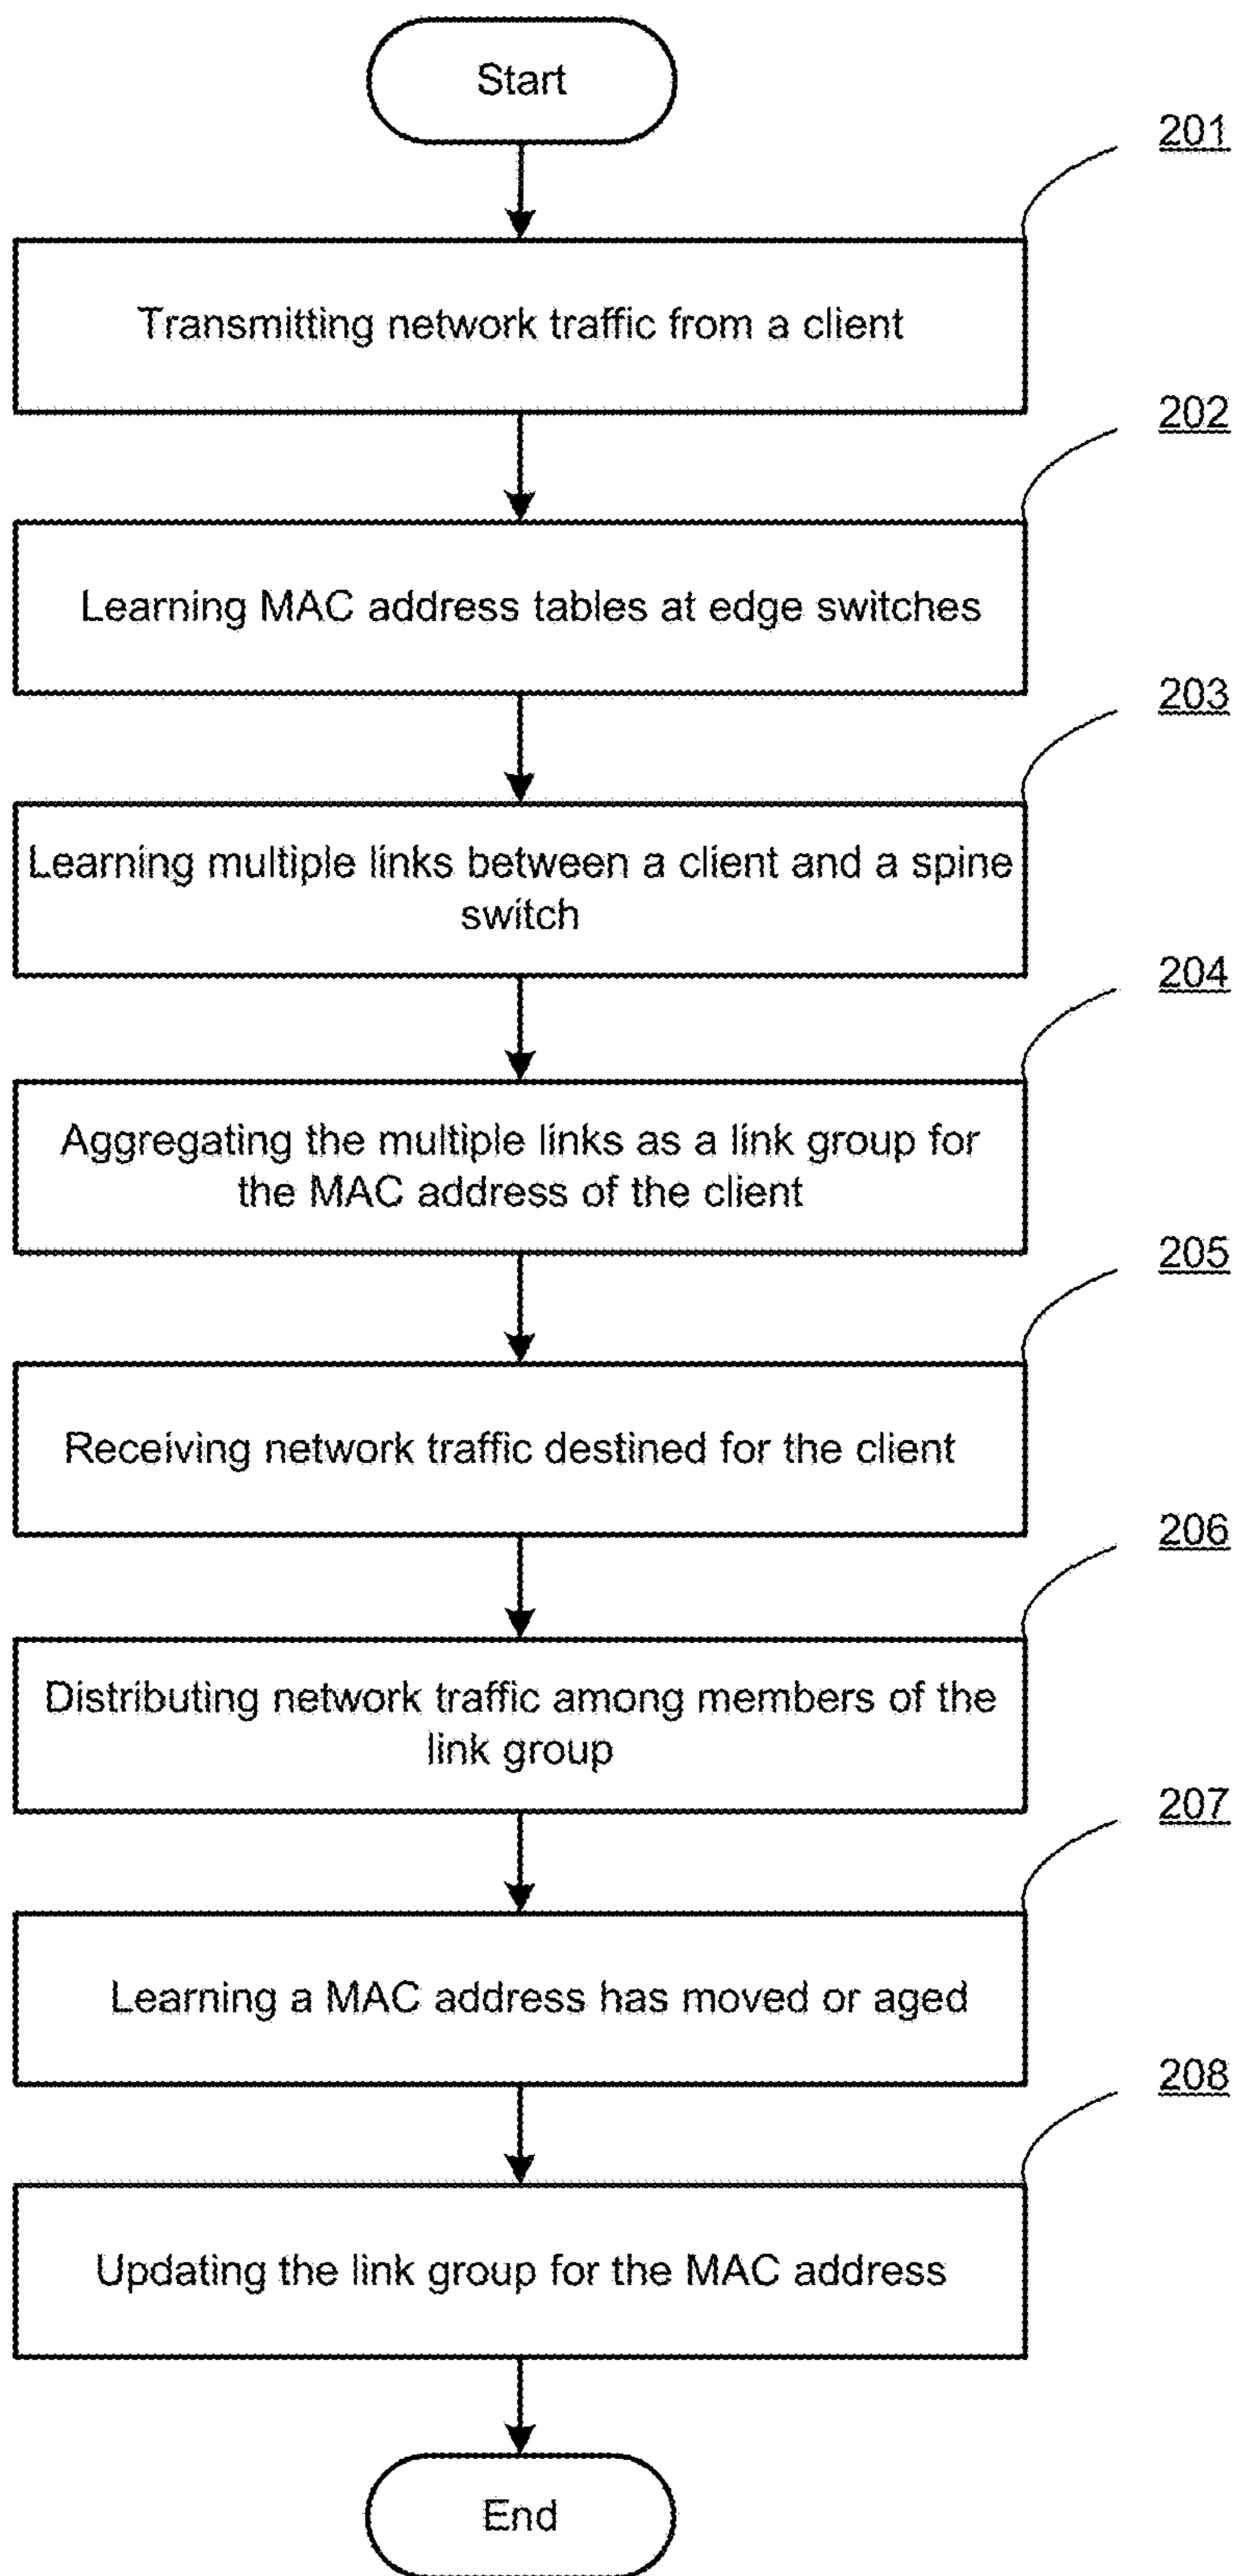 Start
201
Transmitting network traffic from a client
202
Learning MAC address tables at edge switches
203
Learning multiple links between a client and a spine
switch
204
Aggregating the multiple links as a link group for
the MAC address of the client
205
Receiving network traffic destined for the client
206
Distributing network traffic among members of the
link group
207
Learning a MAC address has moved or aged
208
Updating the link group for the MAC address
End